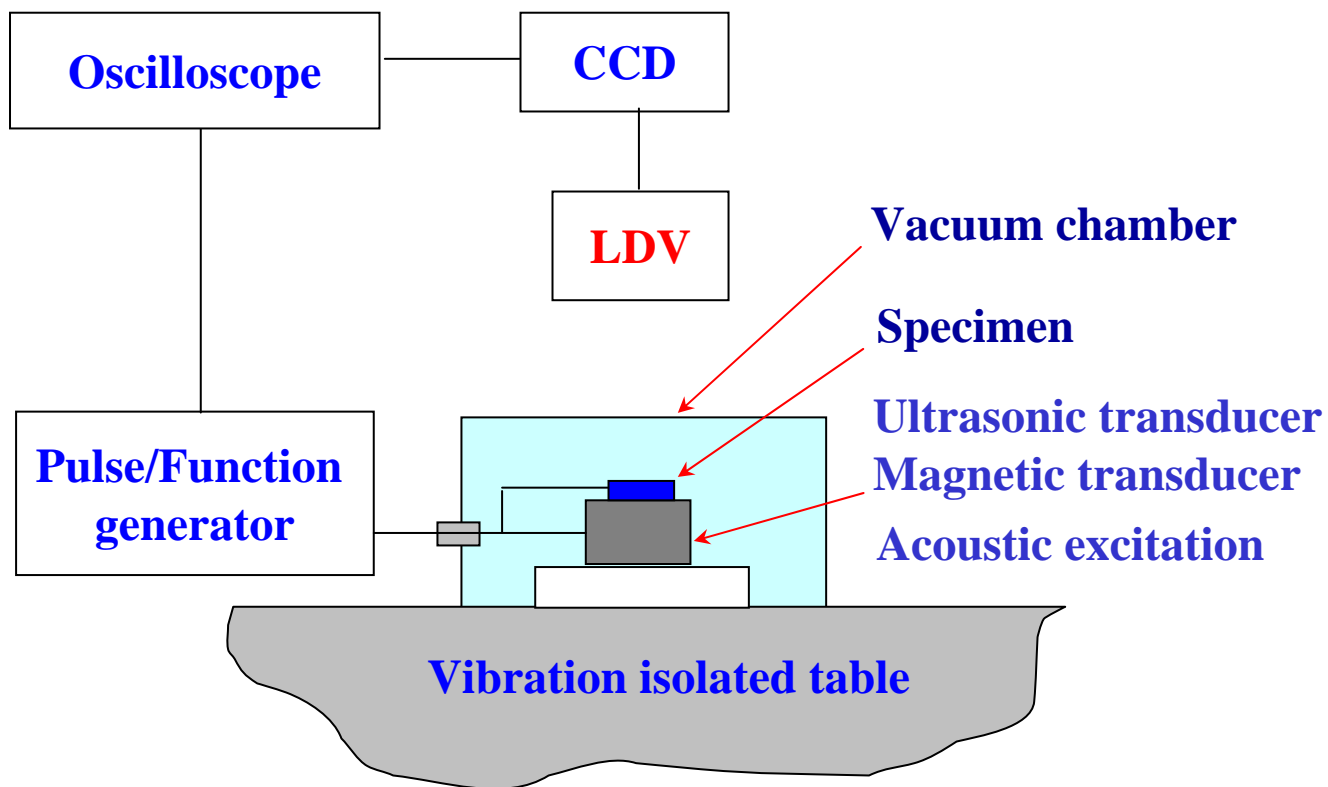 Oscilloscope
CCD
LDV
Vacuum chamber
Specimen
Ultrasonic transducer
Magnetic transducer
Acoustic excitation
Pulse/Function
generator
Vibration isolated table